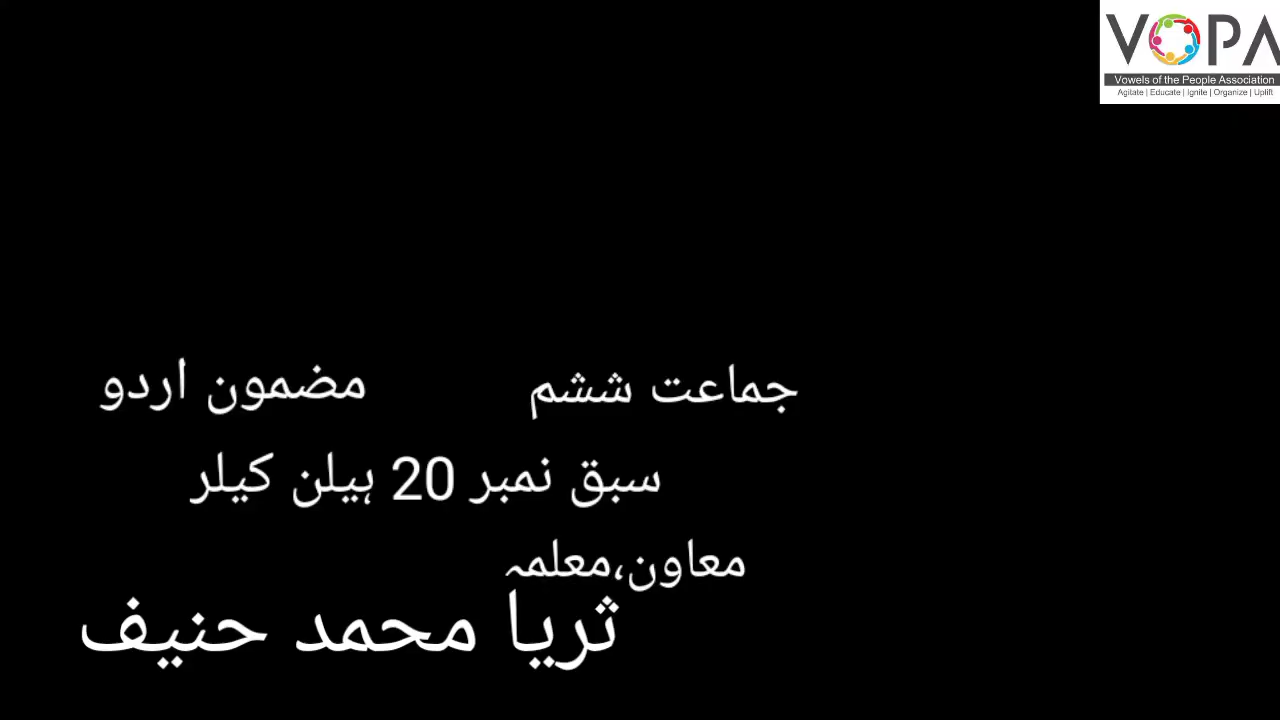 VOPA
Vowels of the People Association
Agitate | Educate | Ignite | Organize | Uplift
جماعت ششم مضمون اردو
سبق نمبر 20 ہیلن کیلر
معاون،معلمہ
ثریا محمد حنیف